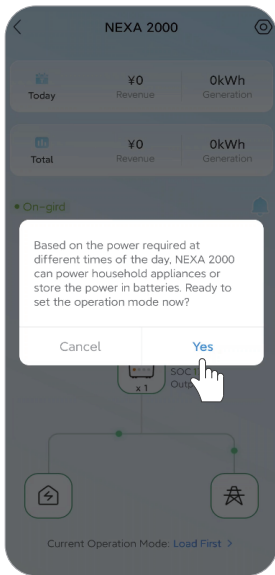 NEXA 2000
¥0
0kWh
Today
Revenue
Generation
¥0
0kWh
Total
Revenue
Generation
On-gird
Based on the power required at
different times of the day, NEXA 2000
can power household appliances or
store the power in batteries. Ready to
set the operation mode now?
Cancel
Yes
SOC
x 1
Outp
Current Operation Mode: Load First >